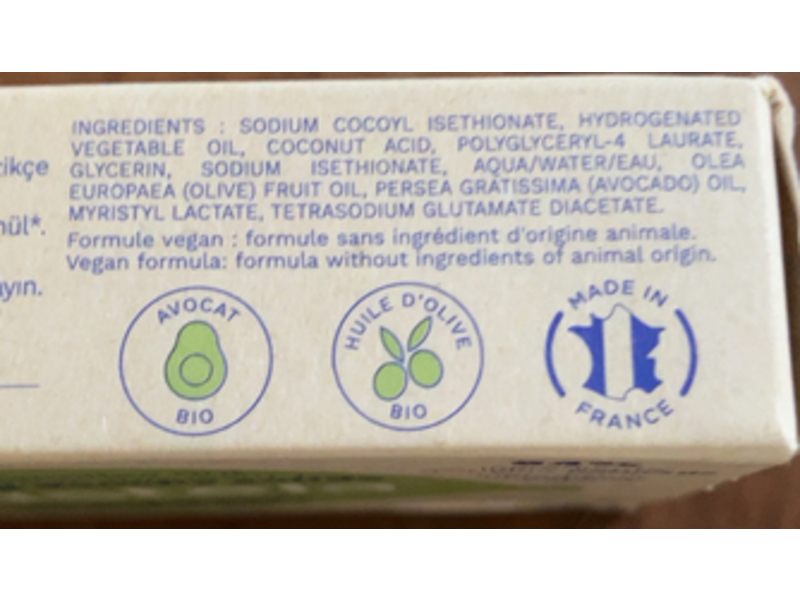 INGREDIENTS : SODIUM COCOYL ISETHIONATE, HYDROGENATED
VEGETABLE OIL, COCONUT ACID, POLYGLYCERYL-4 LAURATE,
GLYCERIN, SODIUM ISETHIONATE, AQUA/WATER/EAU, OLEA
EUROPAEA (OLIVE) FRUIT OIL, PERSEA GRATISSIMA (AVOCADO) OIL,
MYRISTYL LACTATE, TETRASODIUM GLUTAMATE DIACETATE.
Formule vegan : formule sans ingrédient d'origine animale.
Vegan formula: formula without ingredients of animal origin.
AVOCAT
BIO
HUILE D'OLIVE
BIO
MADE IN
FRANCE